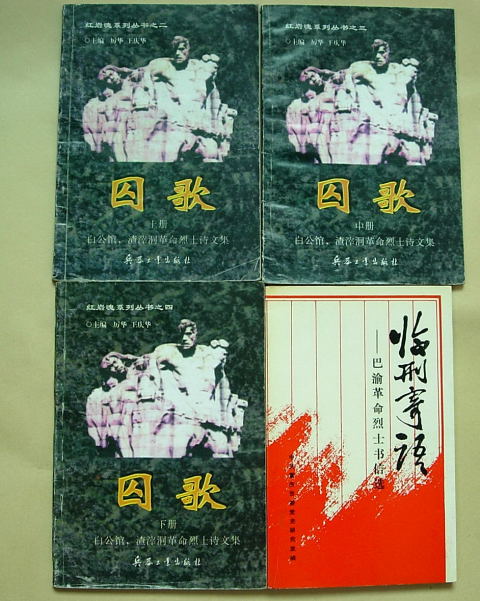 红岩魂系列丛书之二
○主编 厉华 王庆华
囚歌
上册
白公馆、渣滓洞革命烈士诗文集
兵器工业出版社
红岩魂系列丛书之三
○主编 厉华 王庆华
囚歌
中册
白公馆、渣滓洞革命烈士诗文集
兵器工业出版社
红岩魂系列丛书之四
○主编 厉华 王庆华
囚歌
下册
白公馆、渣滓洞革命烈士诗文集
兵器工业出版社
临刑寄语
——巴渝革命烈士书信选